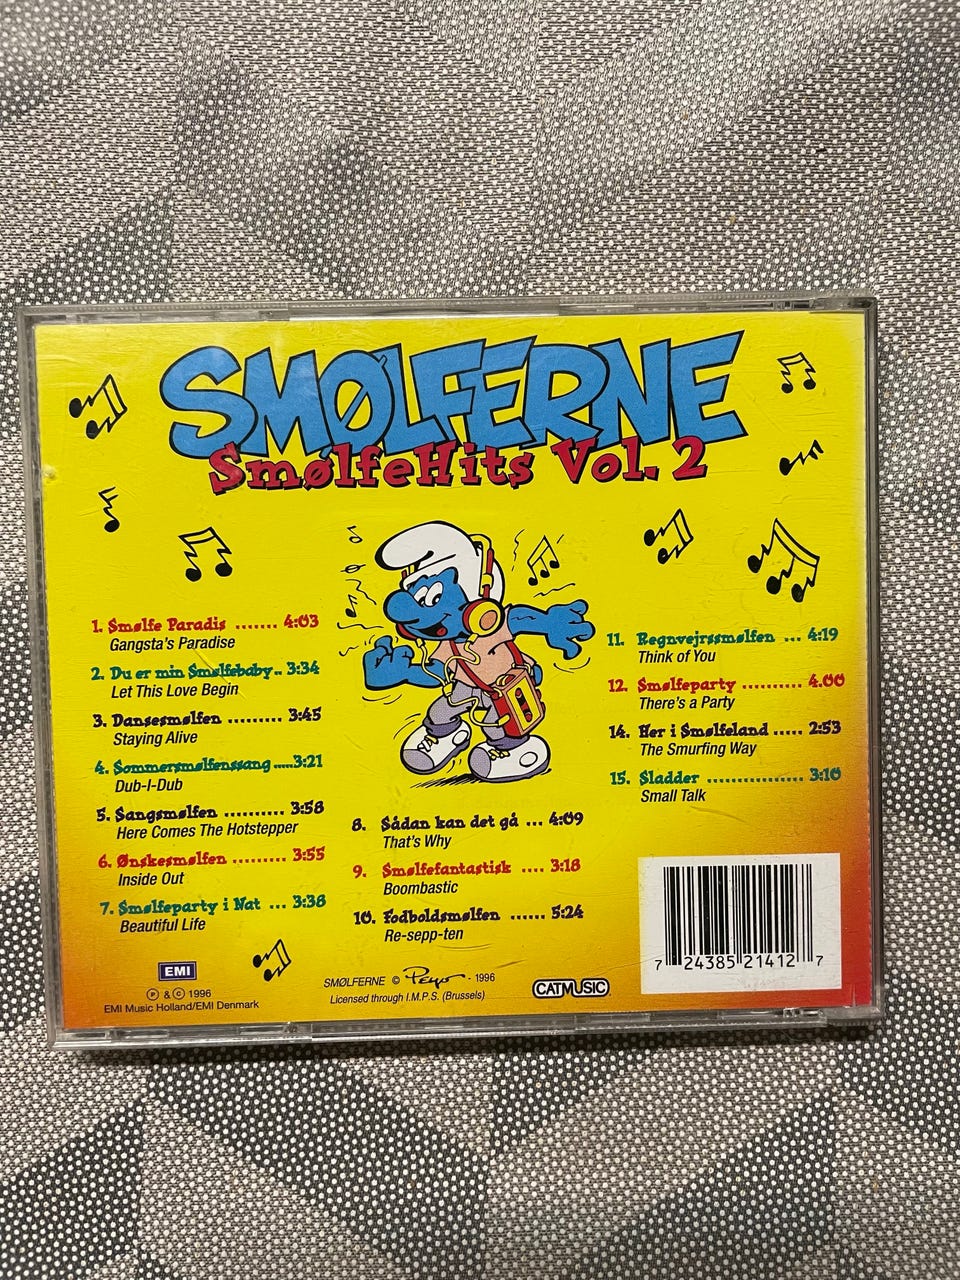 SMØLFERNE
SmølfeHits Vol. 2
1. Smølfe Paradis ....... 4:03
Gangsta's Paradise
2. Du er min Smølfebaby.. 3:34
Let This Love Begin
3. Dansesmølfen ......... 3:45
Staying Alive
4. Sommersmølfenssang .....3:21
Dub-I-Dub
5. Sangsmølfen .......... 3:58
Here Comes The Hotstepper
6. Ønskesmølfen ......... 3:55
Inside Out
7. Smølfeparty i Nat ... 3:38
Beautiful Life
8. Sådan kan det gå ... 4:09
That's Why
9. Smølfefantastisk .... 3:18
Boombastic
10. Fodboldsmølfen ...... 5:24
Re-sepp-ten
11. Regnvejrssmølfen ... 4:19
Think of You
12. Smølfeparty .......... 4.00
There's a Party
14. Her i Smølfeland ..... 2:53
The Smurfing Way
15. Sladder ............... 3:10
Small Talk
EMI
℗ & © 1996
EMI Music Holland/EMI Denmark
SMØLFERNE © Peyo - 1996
Licensed through I.M.P.S. (Brussels)
CATMUSIC
7 24385 21412 7